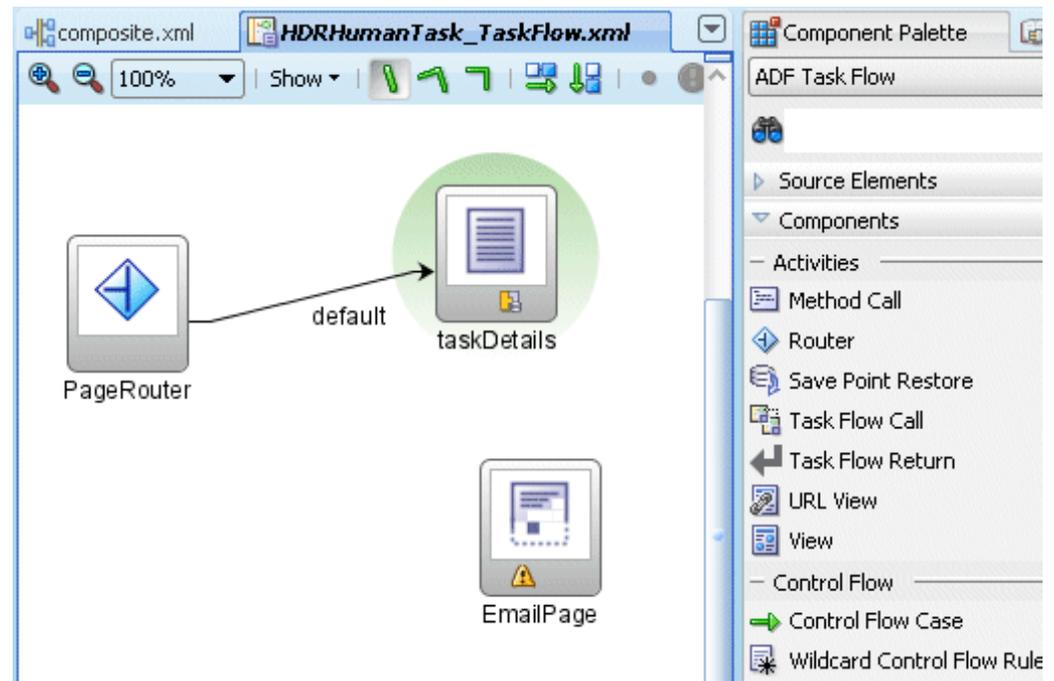 composite.xml
HDRHumanTask_TaskFlow.xml
100%
Show
default
PageRouter
taskDetails
EmailPage
Component Palette
ADF Task Flow
Source Elements
Components
Activities
Method Call
Router
Save Point Restore
Task Flow Call
Task Flow Return
URL View
View
Control Flow
Control Flow Case
Wildcard Control Flow Rule